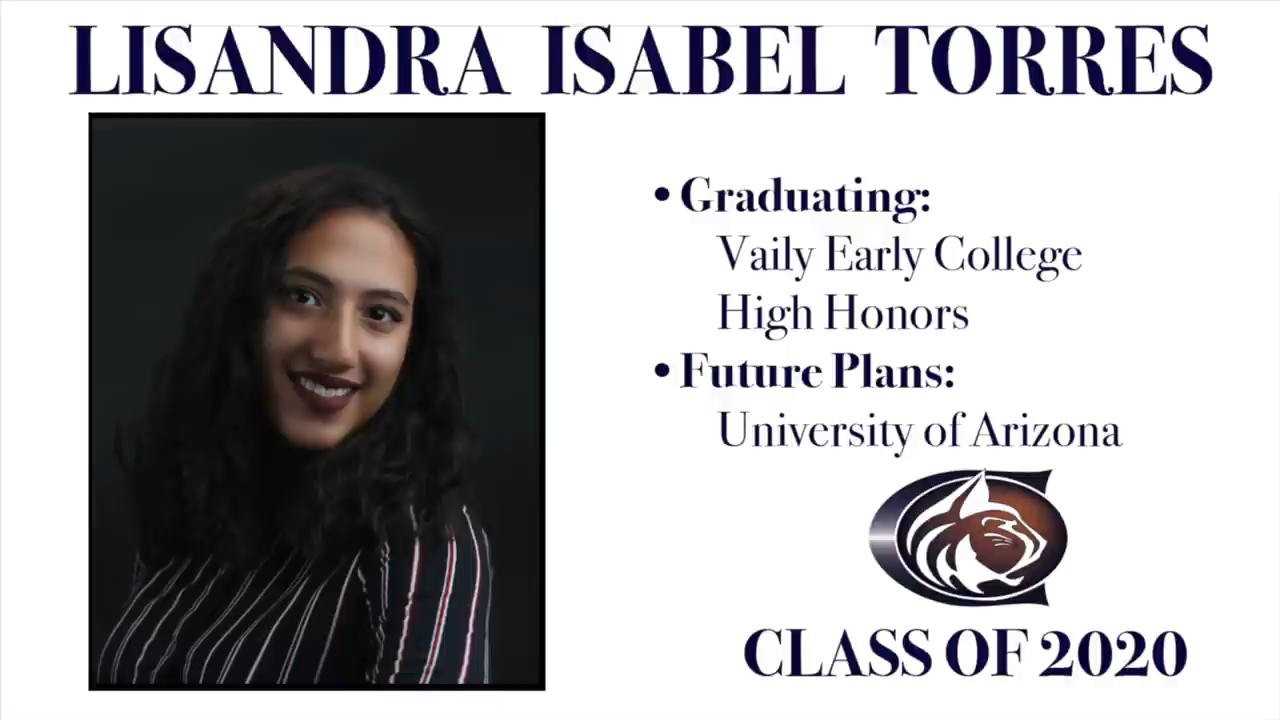 LISANDRA ISABEL TORRES
• Graduating:
Vaily Early College
High Honors
• Future Plans:
University of Arizona
CLASS OF 2020